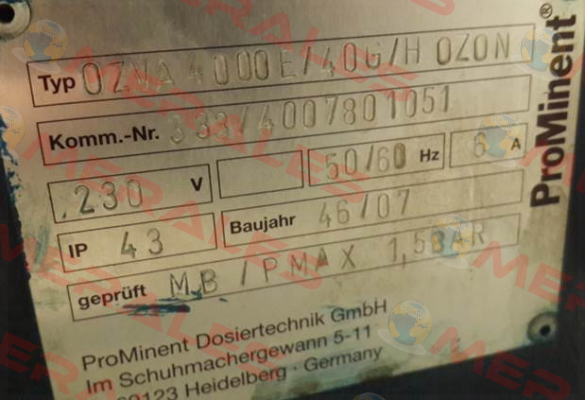 ProMinent®
Typ OZVA 4000E/40G/H OZON
Komm.-Nr. 333/4007801051
230 V 50/60 Hz 6 A
IP 43 Baujahr 46/07
geprüft MB /PMAX 1,5BAR
ProMinent Dosiertechnik GmbH
Im Schuhmachergewann 5-11
Heidelberg · Germany